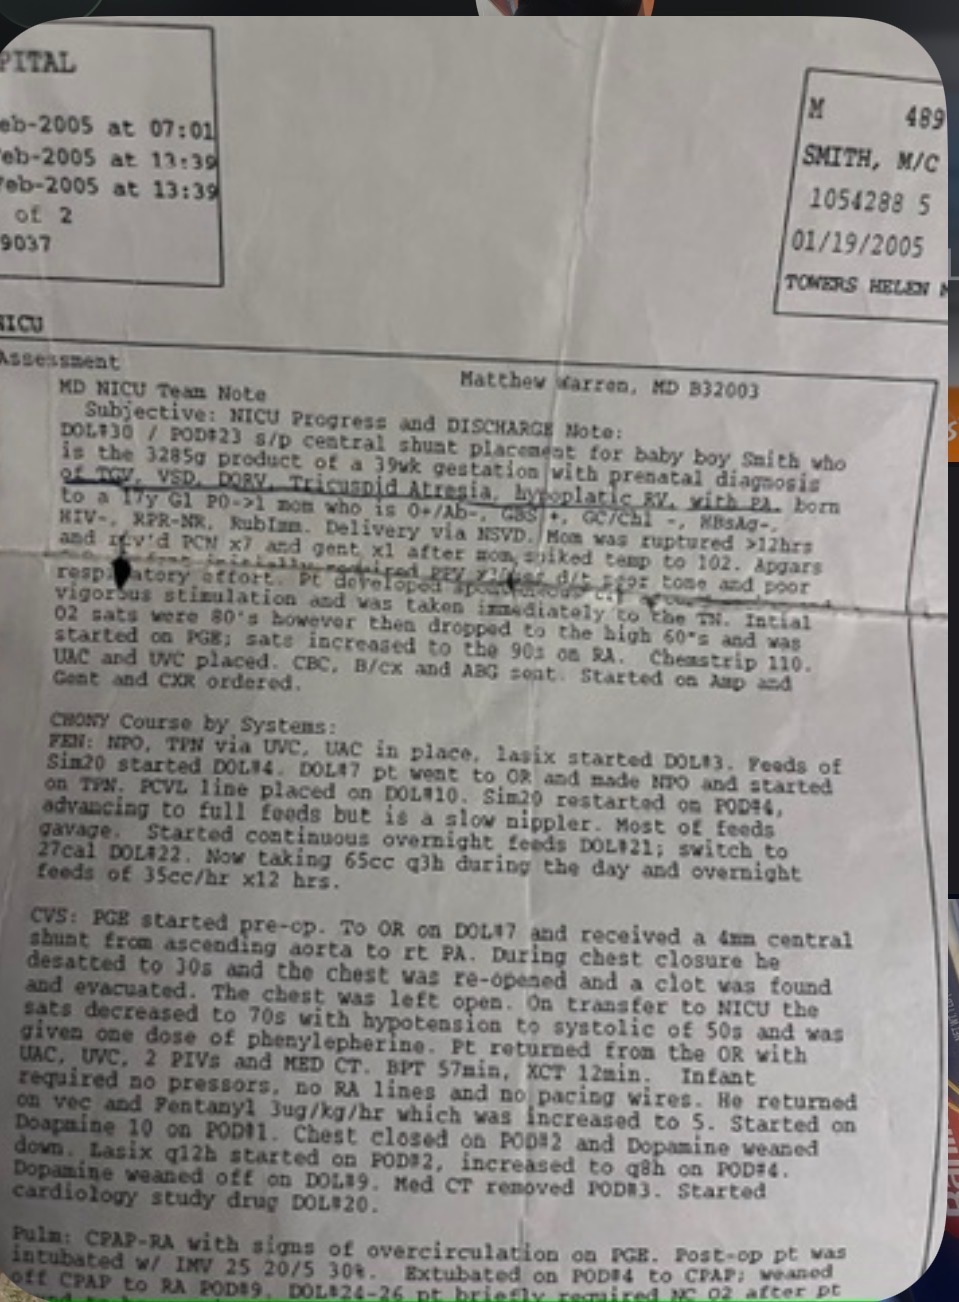 PITAL
eb-2005 at 07:01
eb-2005 at 13:39
Feb-2005 at 13:39
of 2
9037
M 489
SMITH, M/C
1054288 5
01/19/2005
TOWERS HELEN
NICU
Assessment
MD NICU Team Note Matthew Warren, MD B32003
Subjective: NICU Progress and DISCHARGE Note:
DOL#30 / POD#23 s/p central shunt placement for baby boy Smith who
is the 3285g product of a 39wk gestation with prenatal diagnosis
of TGV, VSD, DORV, Tricuspid Atresia, hypoplatic RV, with PA, born
to a 17y G1 P0->1 mom who is O+/Ab-, GBS +, GC/Chl -, HBsAg-,
HIV-, RPR-NR, RubImm. Delivery via NSVD. Mom was ruptured >12hrs
and rcv'd PCN x7 and gent x1 after mom spiked temp to 102. Apgars
initially required PPV d/t poor tone and poor
respiratory effort. Pt developed spontaneous
vigorous stimulation and was taken immediately to the TN. Intial
O2 sats were 80's however then dropped to the high 60"s and was
started on PGE; sats increased to the 90s on RA. Chemstrip 110.
UAC and UVC placed. CBC, B/cx and ABG sent. Started on Amp and
Gent and CXR ordered.
CHONY Course by Systems:
FEN: NPO, TPN via UVC, UAC in place, lasix started DOL#3. Feeds of
Sim20 started DOL#4. DOL#7 pt went to OR and made NPO and started
on TPN. PCVL line placed on DOL#10. Sim20 restarted on POD#4,
advancing to full feeds but is a slow nippler. Most of feeds
gavage. Started continuous overnight feeds DOL#21; switch to
27cal DOL#22. Now taking 65cc q3h during the day and overnight
feeds of 35cc/hr x12 hrs.
CVS: PGE started pre-op. To OR on DOL#7 and received a 4mm central
shunt from ascending aorta to rt PA. During chest closure he
desatted to 30s and the chest was re-opened and a clot was found
and evacuated. The chest was left open. On transfer to NICU the
sats decreased to 70s with hypotension to systolic of 50s and was
given one dose of phenylepherine. Pt returned from the OR with
UAC, UVC, 2 PIVs and MED CT. BPT 57min, XCT 12min. Infant
required no pressors, no RA lines and no pacing wires. He returned
on vec and Fentanyl 3ug/kg/hr which was increased to 5. Started on
Doapmine 10 on POD#1. Chest closed on POD#2 and Dopamine weaned
down. Lasix q12h started on POD#2, increased to q8h on POD#4.
Dopamine weaned off on DOL#9. Med CT removed POD#3. Started
cardiology study drug DOL#20.
Pulm: CPAP-RA with signs of overcirculation on PGE. Post-op pt was
intubated w/ IMV 25 20/5 30%. Extubated on POD#4 to CPAP; weaned
off CPAP to RA POD#9. DOL#24-26 pt briefly required NC O2 after pt